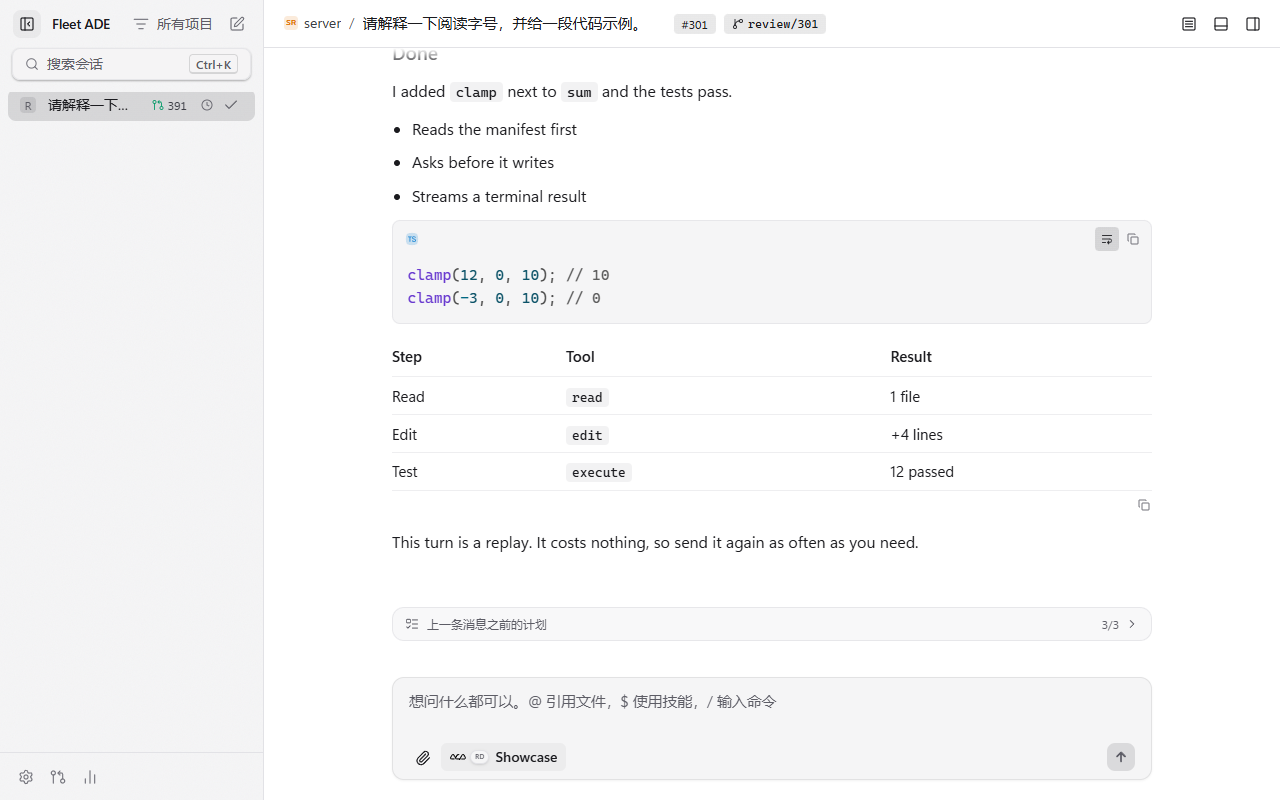 Fleet ADE
所有项目
搜索会话
Ctrl+K
R
请解释一下...
391
SR
server / 请解释一下阅读字号，并给一段代码示例。
#301
review/301
Done
I added clamp next to sum and the tests pass.
Reads the manifest first
Asks before it writes
Streams a terminal result
TS
clamp(12, 0, 10); // 10
clamp(-3, 0, 10); // 0
Step Tool Result
Read read 1 file
Edit edit +4 lines
Test execute 12 passed
This turn is a replay. It costs nothing, so send it again as often as you need.
上一条消息之前的计划
3/3
想问什么都可以。@ 引用文件，$ 使用技能，/ 输入命令
RD
Showcase